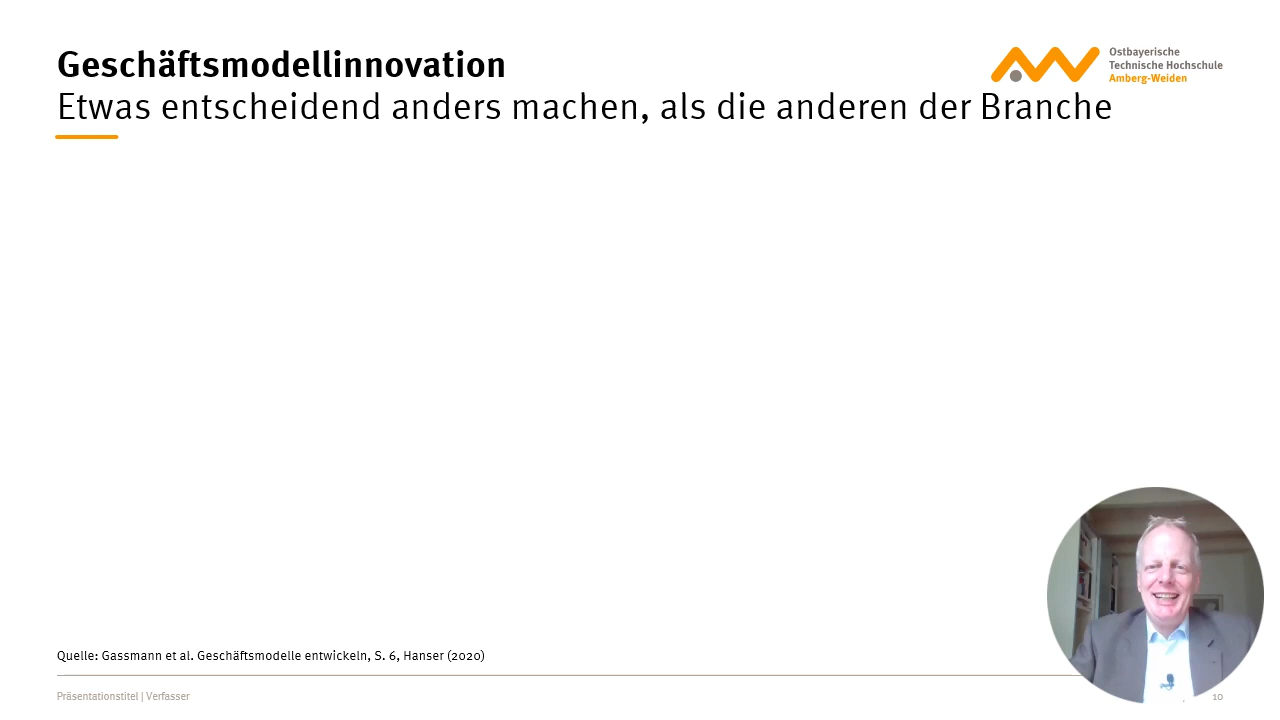 Geschäftsmodellinnovation
Etwas entscheidend anders machen, als die anderen der Branche
Ostbayerische
Technische Hochschule
Amberg-Weiden
Quelle: Gassmann et al. Geschäftsmodelle entwickeln, S. 6, Hanser (2020)
Präsentationstitel | Verfasser
10